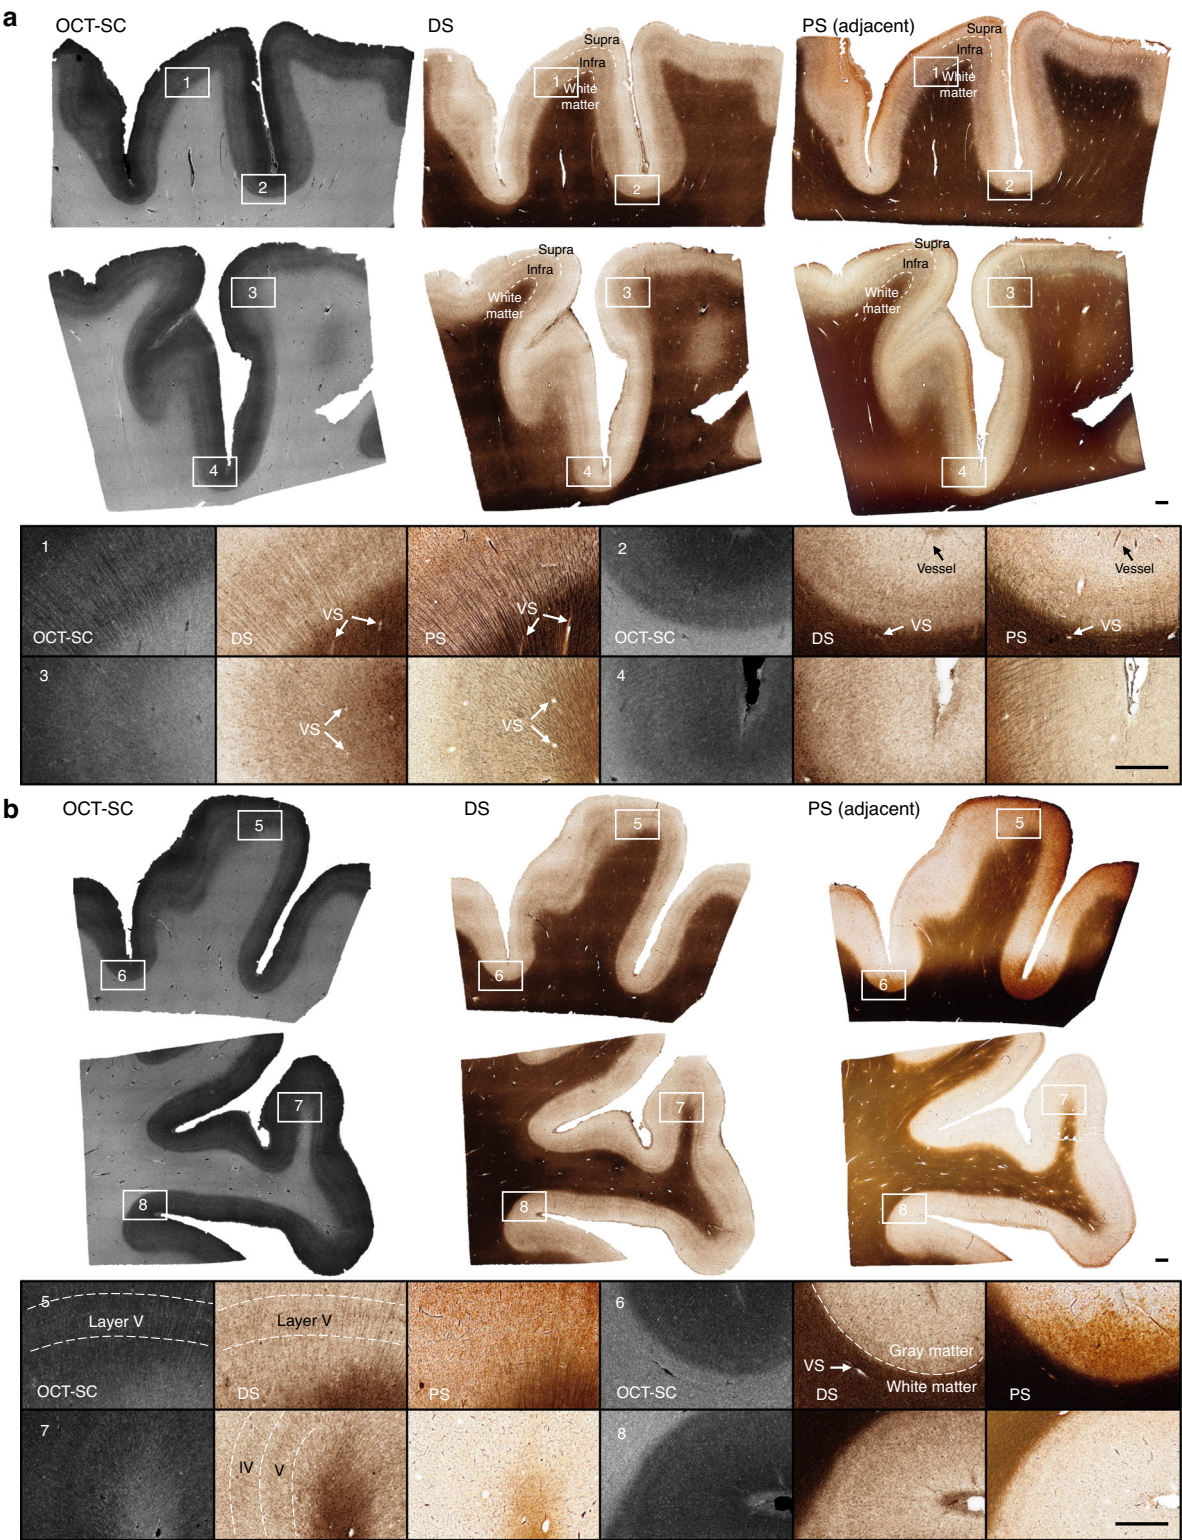 a
OCT-SC
DS
PS (adjacent)
1
2
Supra
Infra
1
White
matter
2
Supra
Infra
1
White
matter
2
3
4
Supra
Infra
White
matter
3
4
Supra
Infra
White
matter
3
4
1
OCT-SC
VS
DS
VS
PS
2
OCT-SC
Vessel
VS
DS
Vessel
VS
PS
3
VS
VS
4
b
OCT-SC
DS
PS (adjacent)
5
6
5
6
5
6
7
8
7
8
7
8
5
Layer V
OCT-SC
Layer V
DS
PS
6
OCT-SC
Gray matter
VS
White matter
DS
PS
7
IV
V
8